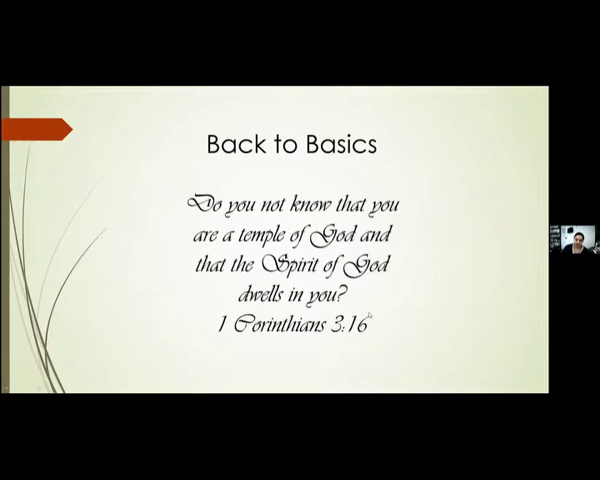 Back to Basics
Do you not know that you
are a temple of God and
that the Spirit of God
dwells in you?
1 Corinthians 3:16